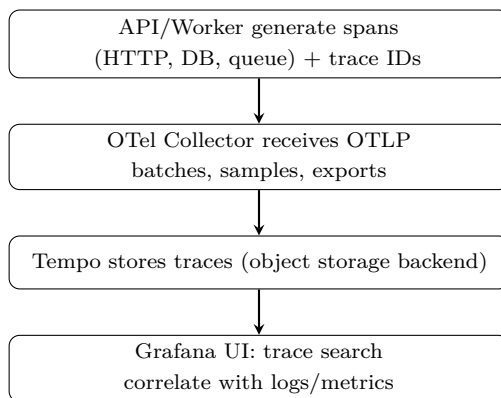 API/Worker generate spans
(HTTP, DB, queue) + trace IDs
OTel Collector receives OTLP
batches, samples, exports
Tempo stores traces (object storage backend)
Grafana UI: trace search
correlate with logs/metrics